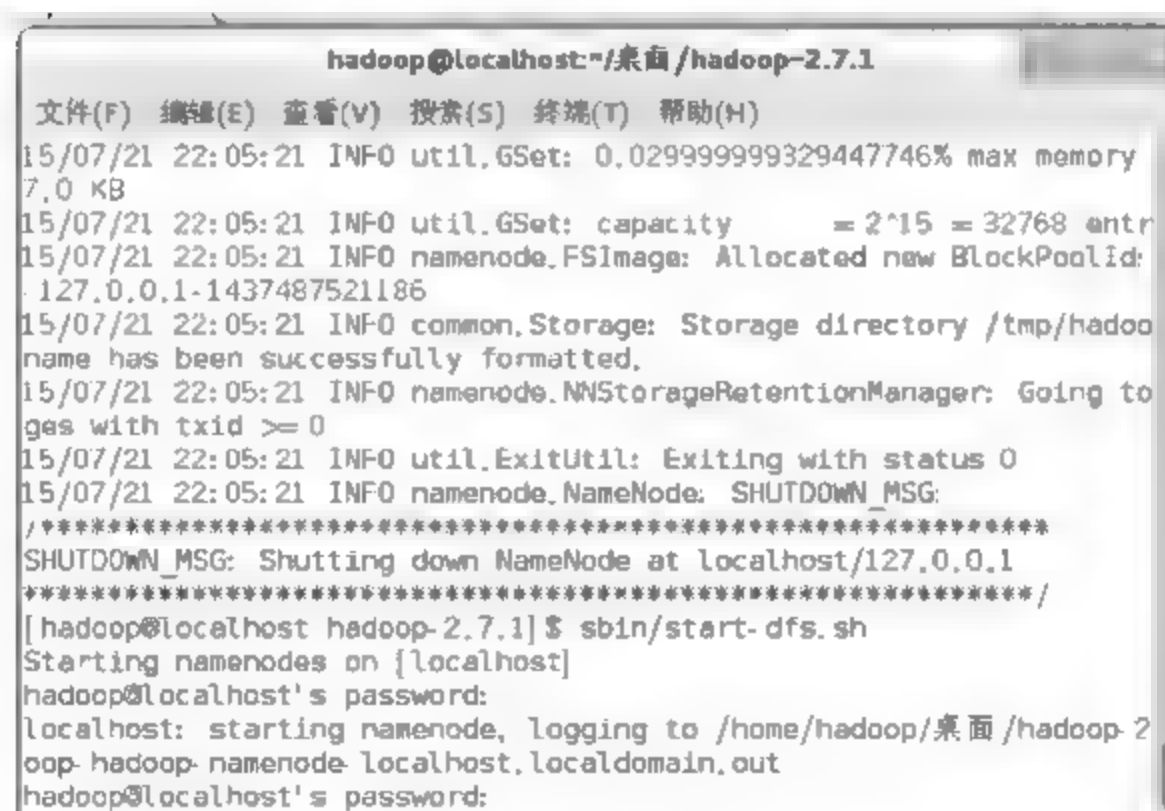 hadoop@localhost:~/桌面/hadoop-2.7.1
文件(F) 编辑(E) 查看(V) 搜索(S) 终端(T) 帮助(H)
15/07/21 22:05:21 INFO util.GSet: 0.029999999329447746% max memory
7.0 KB
15/07/21 22:05:21 INFO util.GSet: capacity = 2^15 = 32768 entr
15/07/21 22:05:21 INFO namenode.FSImage: Allocated new BlockPoolId:
-127.0.0.1-1437487521186
15/07/21 22:05:21 INFO common.Storage: Storage directory /tmp/hadoo
name has been successfully formatted.
15/07/21 22:05:21 INFO namenode.NNStorageRetentionManager: Going to
ges with txid >= 0
15/07/21 22:05:21 INFO util.ExitUtil: Exiting with status 0
15/07/21 22:05:21 INFO namenode.NameNode: SHUTDOWN_MSG:
/************************************************************
SHUTDOWN_MSG: Shutting down NameNode at localhost/127.0.0.1
************************************************************/
[hadoop@localhost hadoop-2.7.1]$ sbin/start-dfs.sh
Starting namenodes on [localhost]
hadoop@localhost's password:
localhost: starting namenode, logging to /home/hadoop/桌面/hadoop-2
oop-hadoop-namenode-localhost.localdomain.out
hadoop@localhost's password: